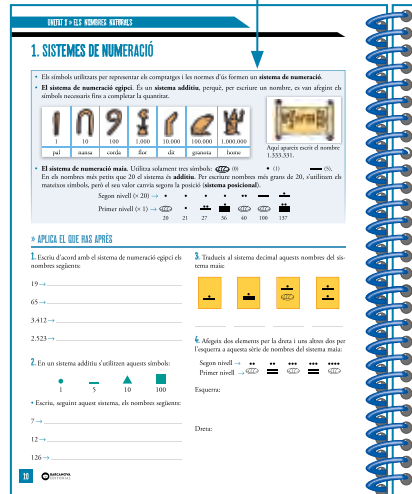 UNITAT 1 » ELS NOMBRES NATURALS
1. SISTEMES DE NUMERACIÓ
• Els símbols utilitzats per representar els comptatges i les normes d'ús formen un sistema de numeració.
• El sistema de numeració egipci. És un sistema additiu, perquè, per escriure un nombre, es van afegint els
símbols necessaris fins a completar la quantitat.
1 10 100 1.000 10.000 100.000 1.000.000
pal nansa corda flor dit granota home
Aquí apareix escrit el nombre
1.333.331.
• El sistema de numeració maia. Utilitza solament tres símbols: (0) • (1) (5).
En els nombres més petits que 20 el sistema és additiu. Per escriure nombres més grans de 20, s'utilitzen els
mateixos símbols, però el seu valor canvia segons la posició (sistema posicional).
Segon nivell (× 20) →
Primer nivell (× 1) →
20 21 27 36 40 100 137
» APLICA EL QUE HAS APRÈS
1. Escriu d'acord amb el sistema de numeració egipci els
nombres següents:
19 →
65 →
3.412 →
2.523 →
2. En un sistema additiu s'utilitzen aquests símbols:
1 5 10 100
• Escriu, seguint aquest sistema, els nombres següents:
7 →
12 →
126 →
3. Tradueix al sistema decimal aquests nombres del sis-
tema maia:
4. Afegeix dos elements per la dreta i uns altres dos per
l'esquerra a aquesta sèrie de nombres del sistema maia:
Segon nivell →
Primer nivell →
Esquerra:
Dreta:
10 BARCANOVA
EDITORIAL